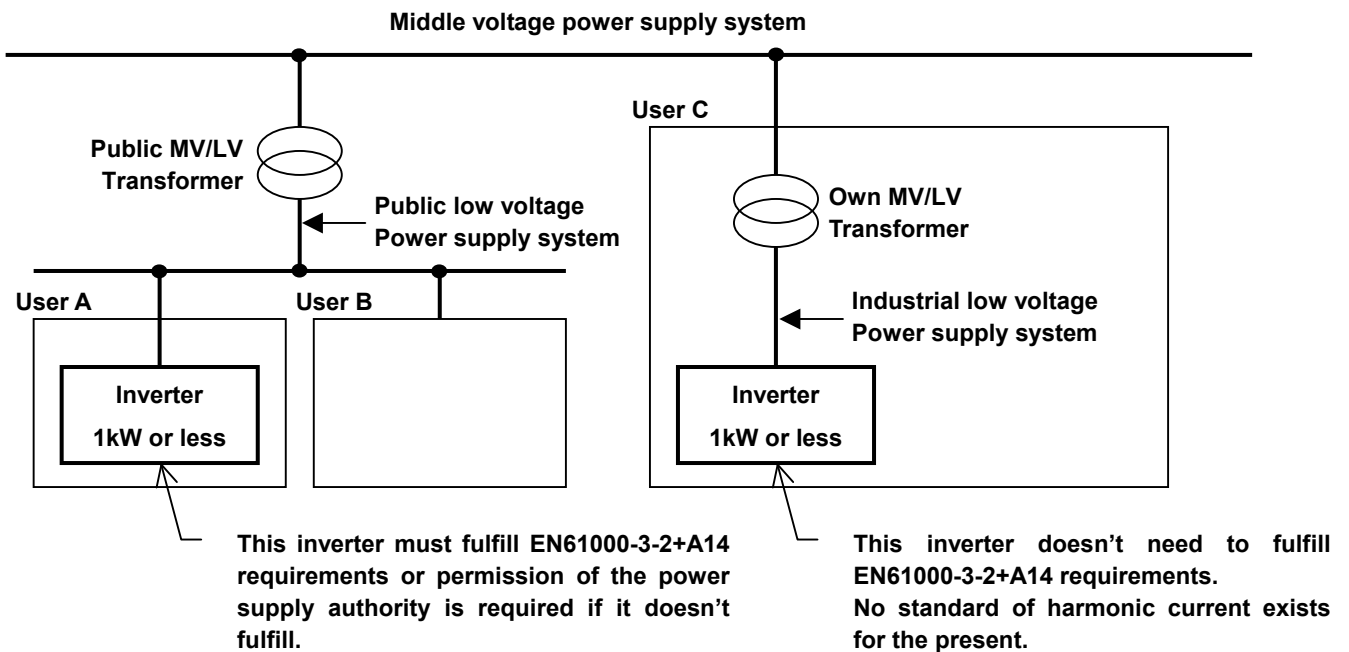 Middle voltage power supply system
User C
Public MV/LV
Transformer
Public low voltage
Power supply system
Own MV/LV
Transformer
User A
User B
Industrial low voltage
Power supply system
Inverter
1kW or less
Inverter
1kW or less
This inverter must fulfill EN61000-3-2+A14
requirements or permission of the power
supply authority is required if it doesn’t
fulfill.
This inverter doesn’t need to fulfill
EN61000-3-2+A14 requirements.
No standard of harmonic current exists
for the present.